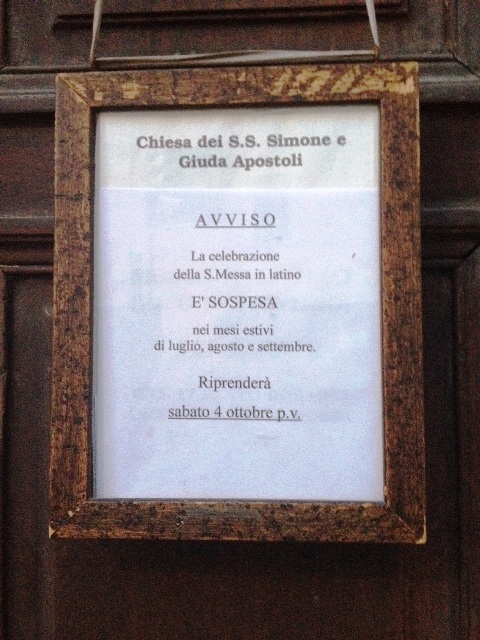 Chiesa dei S.S. Simone e
Giuda Apostoli
AVVISO
La celebrazione
della S.Messa in latino
E' SOSPESA
nei mesi estivi
di luglio, agosto e settembre.
Riprenderà
sabato 4 ottobre p.v.